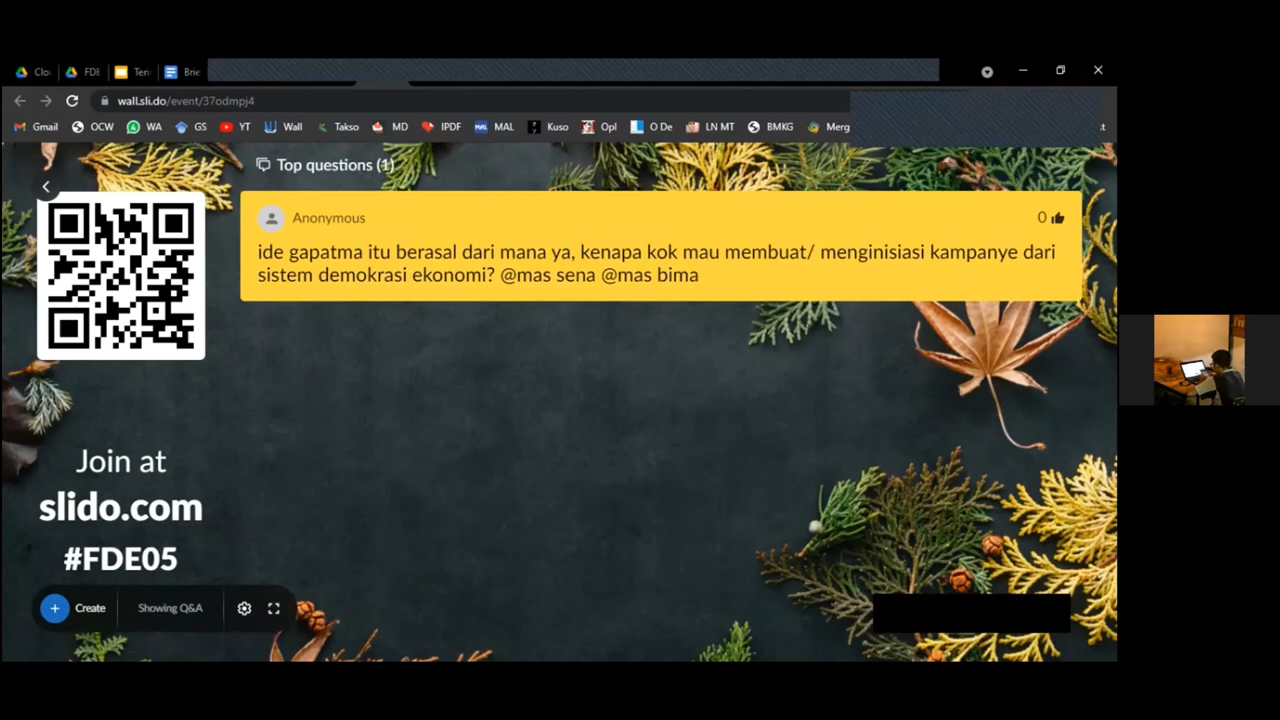 Clo
FDE
Teri
Brie
wall.sli.do/event/37odmpj4
Gmail
OCW
WA
GS
YT
Wall
Takso
MD
IPDF
MAL
Kuso
Opl
O De
LN MT
BMKG
Merg
Top questions (1)
Anonymous
0
ide gapatma itu berasal dari mana ya, kenapa kok mau membuat/ menginisiasi kampanye dari
sistem demokrasi ekonomi? @mas sena @mas bima
Join at
slido.com
#FDE05
Create
Showing Q&A